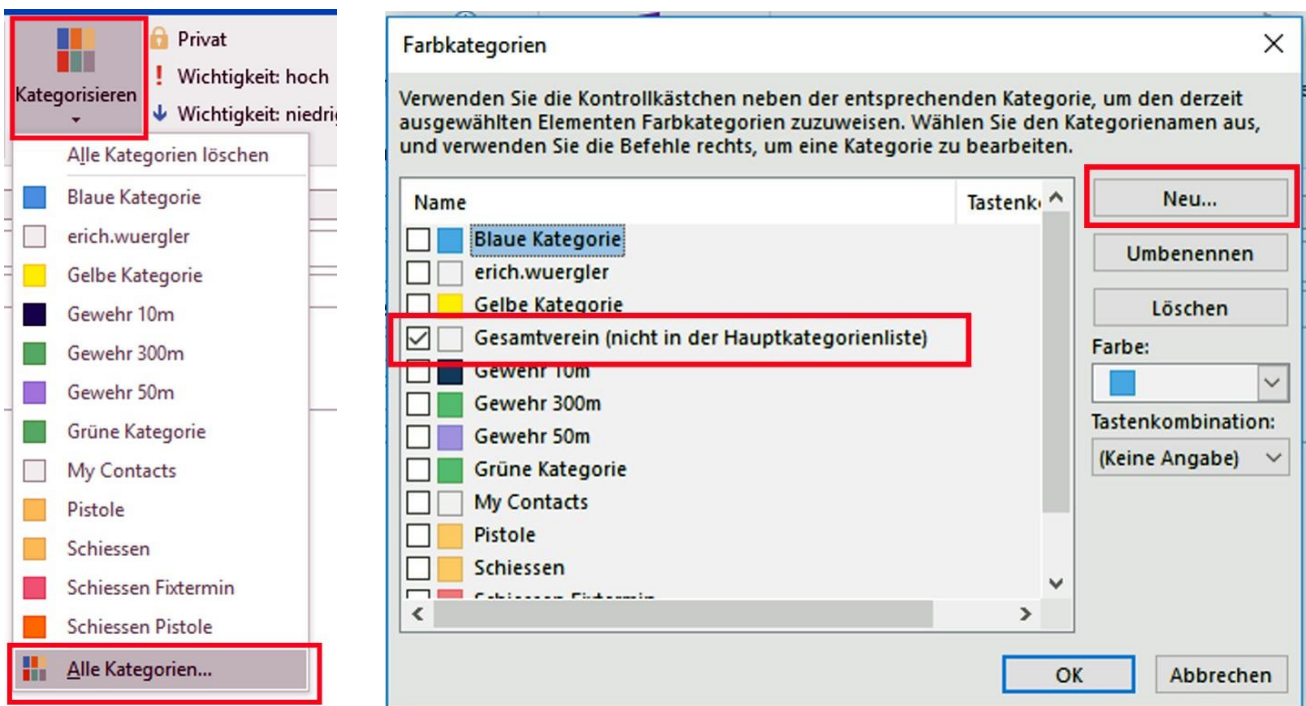 Kategorisieren
Privat
Wichtigkeit: hoch
Wichtigkeit:
Alle Kategorien löschen
Blaue Kategorie
erich.wuergler
Gelbe Kategorie
Gewehr 10m
Gewehr 300m
Gewehr 50m
Grüne Kategorie
My Contacts
Pistole
Schiessen
Schiessen Fixtermin
Schiessen Pistole
Alle Kategorien...
Farbkategorien
Verwenden Sie die Kontrollkästchen neben der entsprechenden Kategorie, um den derzeit
ausgewählten Elementen Farbkategorien zuzuweisen. Wählen Sie den Kategorienamen aus,
und verwenden Sie die Befehle rechts, um eine Kategorie zu bearbeiten.
Name
Blaue Kategorie
erich.wuergler
Gelbe Kategorie
Gesamtverein (nicht in der Hauptkategorienliste)
Gewehr 10m
Gewehr 300m
Gewehr 50m
Grüne Kategorie
My Contacts
Pistole
Schiessen
Neu...
Umbenennen
Löschen
Farbe:
Tastenkombination:
(Keine Angabe)
OK
Abbrechen